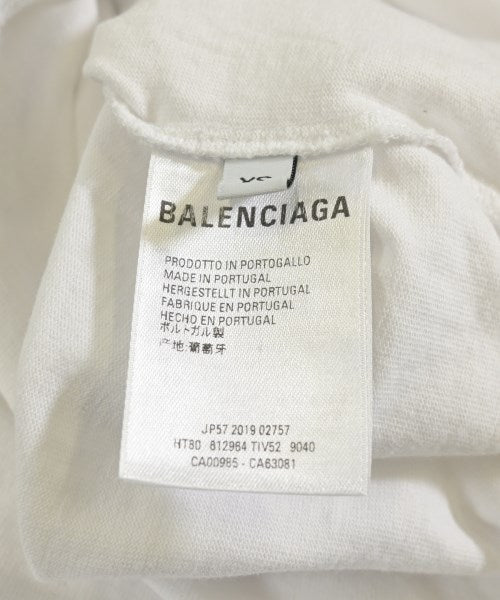 XS
BALENCIAGA
PRODOTTO IN PORTOGALLO
MADE IN PORTUGAL
HERGESTELLT IN PORTUGAL
FABRIQUE EN PORTUGAL
HECHO EN PORTUGAL
ポルトガル製
产地:葡萄牙
JP57 2019 02757
HT80 812964 TIV52 9040
CA00985 - CA63081